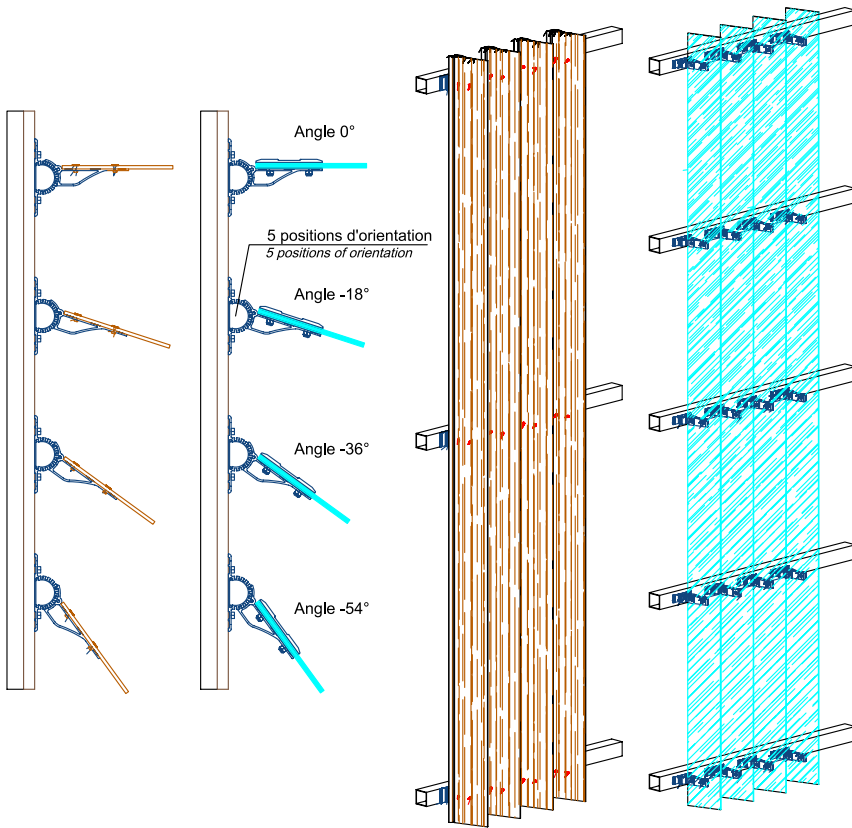 Angle 0°
5 positions d'orientation
5 positions of orientation
Angle -18°
Angle -36°
Angle -54°